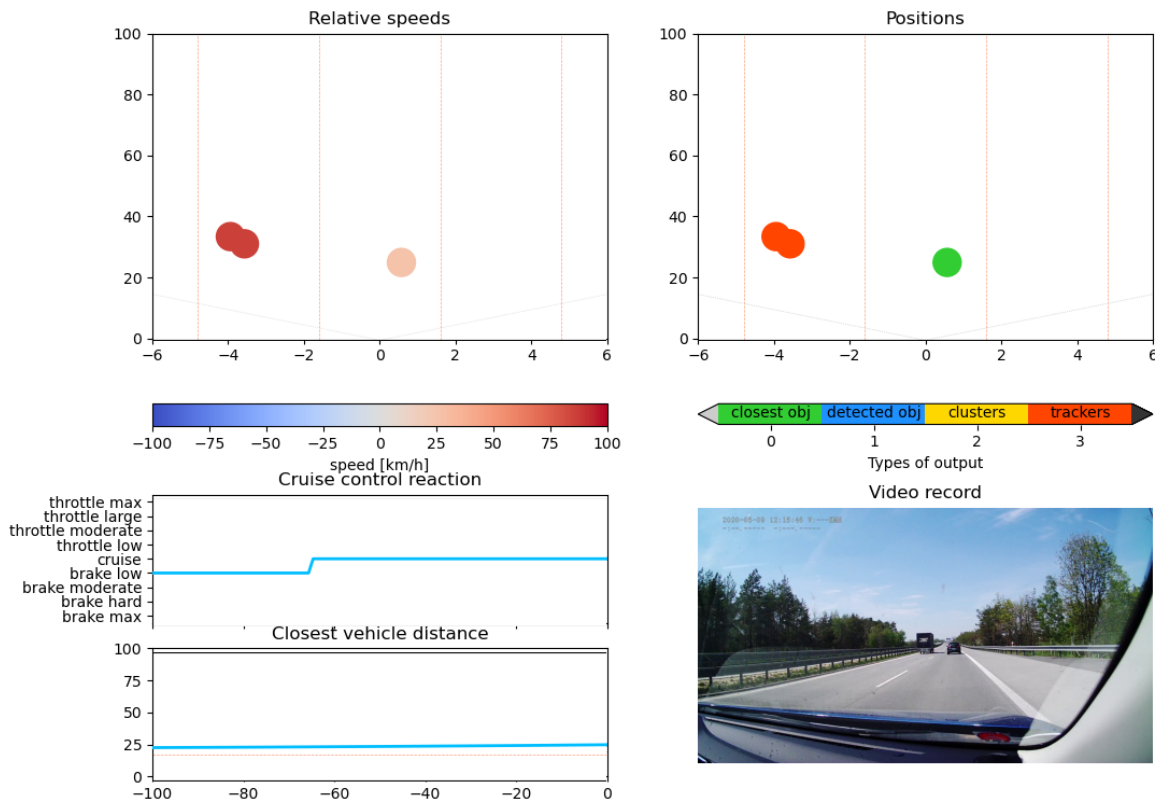 Relative speeds
100
80
60
40
20
0
−6 −4 −2 0 2 4 6
Positions
100
80
60
40
20
0
−6 −4 −2 0 2 4 6
−100 −75 −50 −25 0 25 50 75 100
speed [km/h]
closest obj detected obj clusters trackers
0 1 2 3
Types of output
Cruise control reaction
throttle max
throttle large
throttle moderate
throttle low
cruise
brake low
brake moderate
brake hard
brake max
Closest vehicle distance
100
75
50
25
0
−100 −80 −60 −40 −20 0
Video record